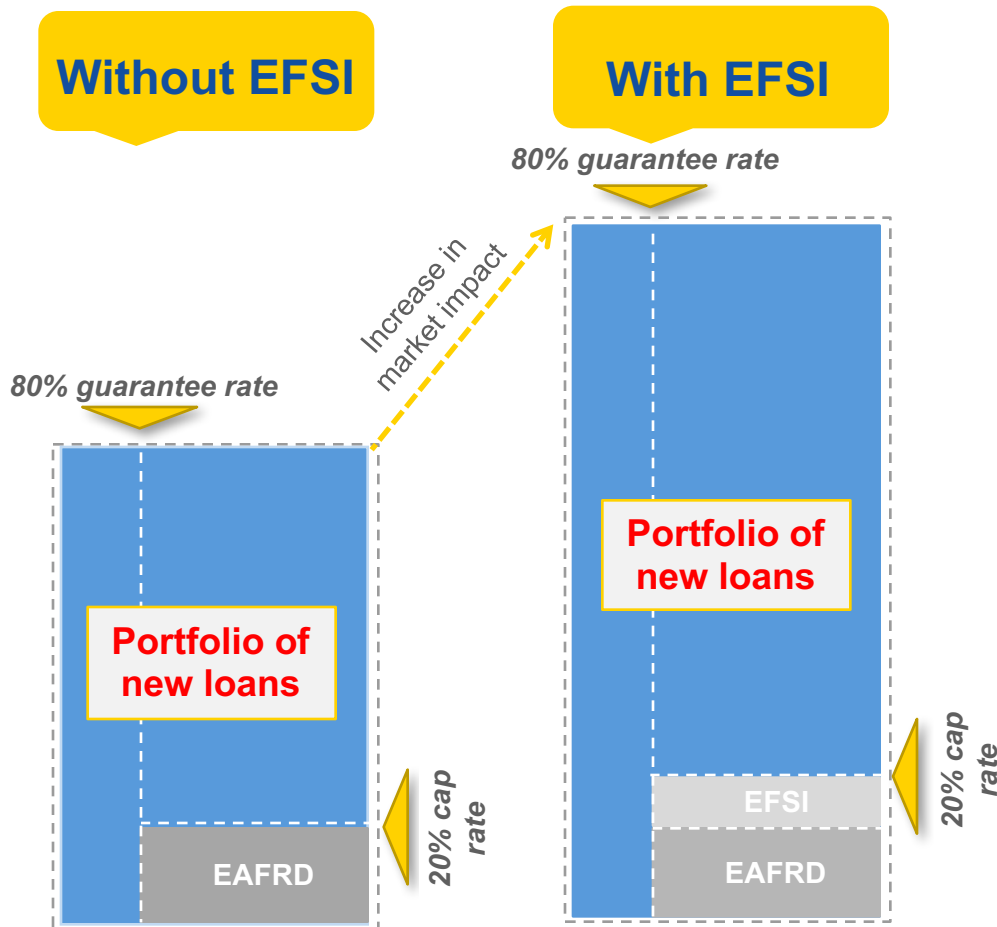 Without EFSI
80% guarantee rate
Portfolio of
new loans
20% cap
rate
EAFRD
Increase in
market impact
With EFSI
80% guarantee rate
Portfolio of
new loans
20% cap
rate
EFSI
EAFRD